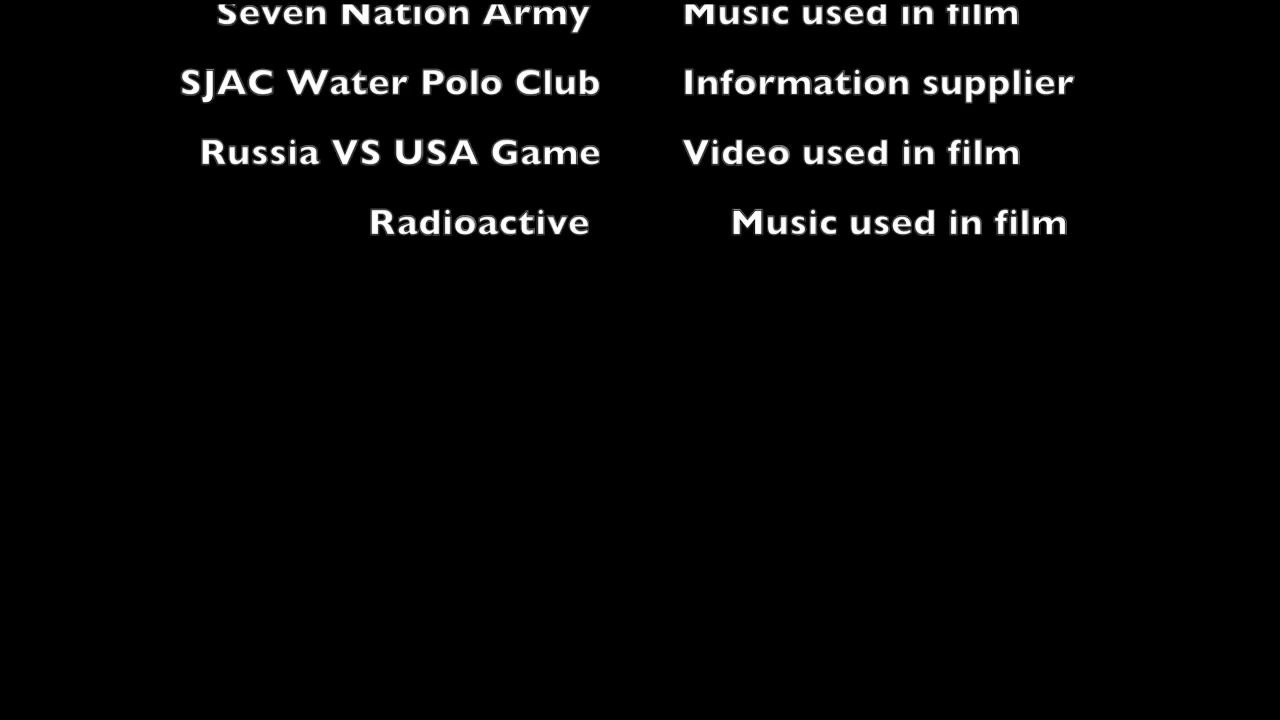 Seven Nation Army Music used in film
SJAC Water Polo Club Information supplier
Russia VS USA Game Video used in film
Radioactive Music used in film